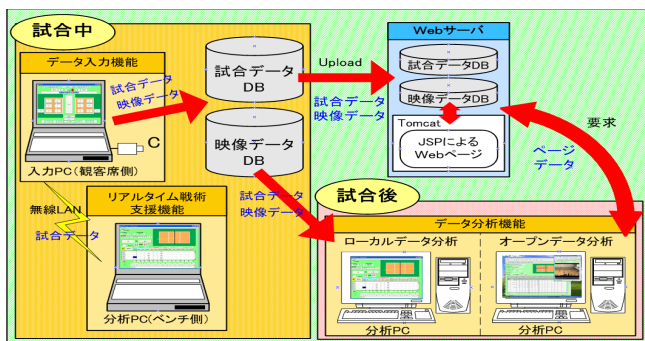 試合中
データ入力機能
試合データ
映像データ
C
入力PC(観客席側)
無線LAN
試合データ
リアルタイム戦術
支援機能
分析PC(ベンチ側)
試合データ
DB
映像データ
DB
Upload
試合データ
映像データ
試合データ
映像データ
Webサーバ
試合データDB
映像データDB
Tomcat
JSPによる
Webページ
要求
ページ
データ
試合後
データ分析機能
ローカルデータ分析
オープンデータ分析
分析PC
分析PC